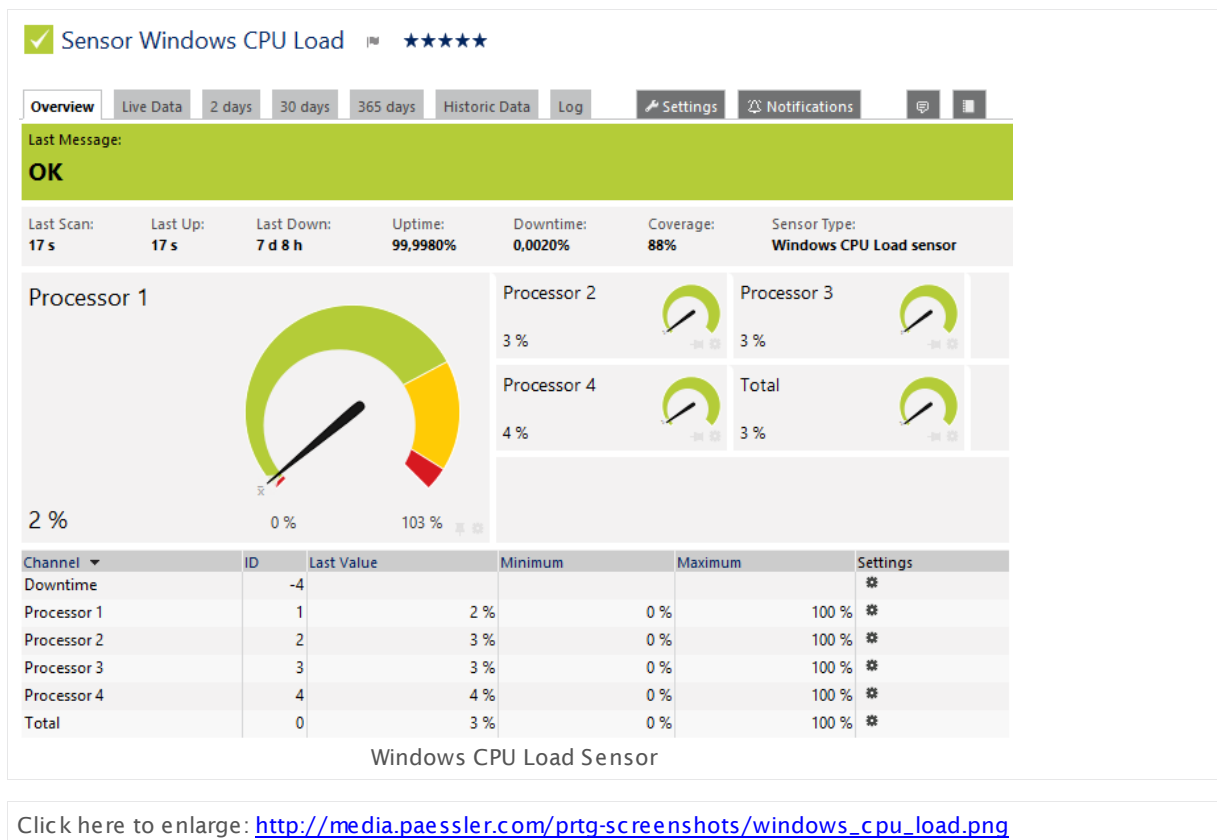 Sensor Windows CPU Load
Overview Live Data 2 days 30 days 365 days Historic Data Log Settings Notifications
Last Message:
OK
Last Scan: Last Up: Last Down: Uptime: Downtime: Coverage: Sensor Type:
17 s 17 s 7 d 8 h 99,9980% 0,0020% 88% Windows CPU Load sensor
Processor 1
2 %
0 % 103 %
Processor 2
3 %
Processor 3
3 %
Processor 4
4 %
Total
3 %
Channel ID Last Value Minimum Maximum Settings
Downtime -4
Processor 1 1 2 % 0 % 100 %
Processor 2 2 3 % 0 % 100 %
Processor 3 3 3 % 0 % 100 %
Processor 4 4 4 % 0 % 100 %
Total 0 3 % 0 % 100 %
Windows CPU Load Sensor
Click here to enlarge: http://media.paessler.com/prtg-screenshots/windows_cpu_load.png